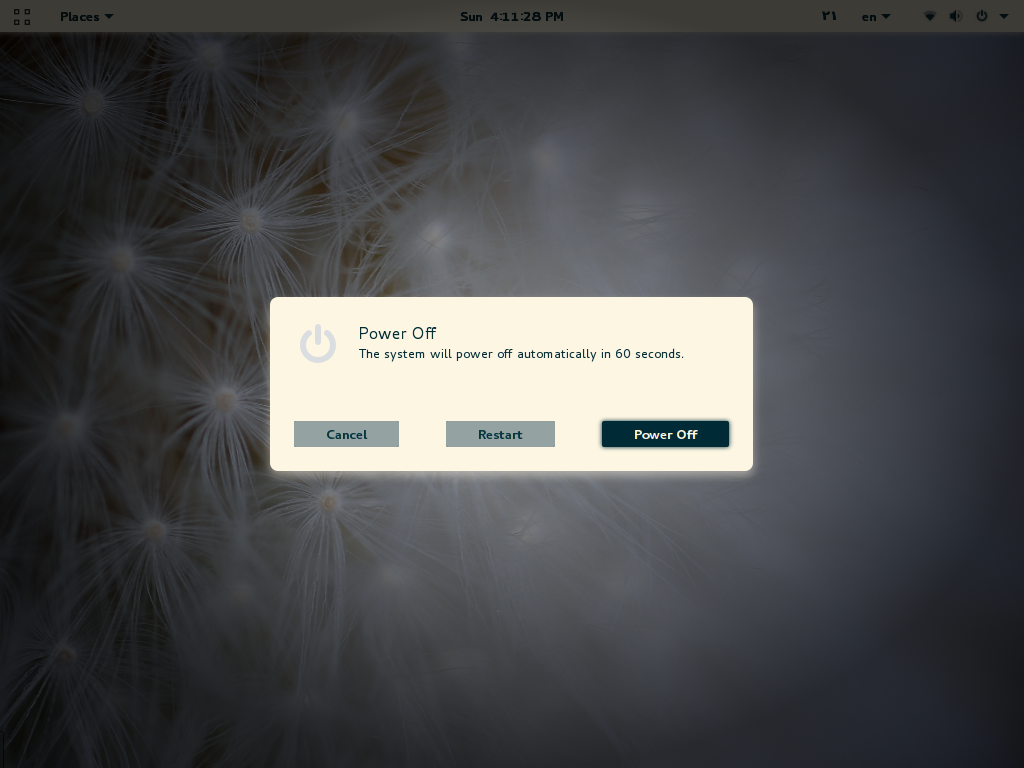 Places Sun 4:11:28 PM ۲۱ en
Power Off
The system will power off automatically in 60 seconds.
Cancel Restart Power Off